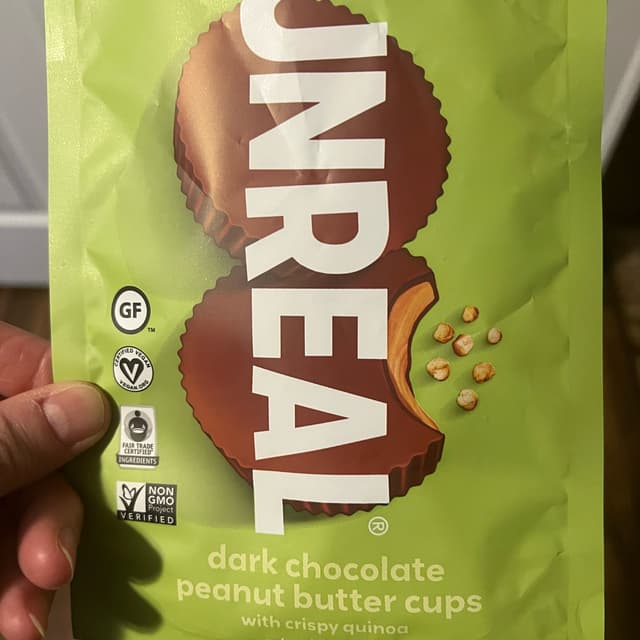 UNREAL
®
GF
TM
CERTIFIED VEGAN
VEGAN.ORG
FAIR TRADE
CERTIFIED
INGREDIENTS
NON
GMO
Project
VERIFIED
dark chocolate
peanut butter cups
with crispy quinoa